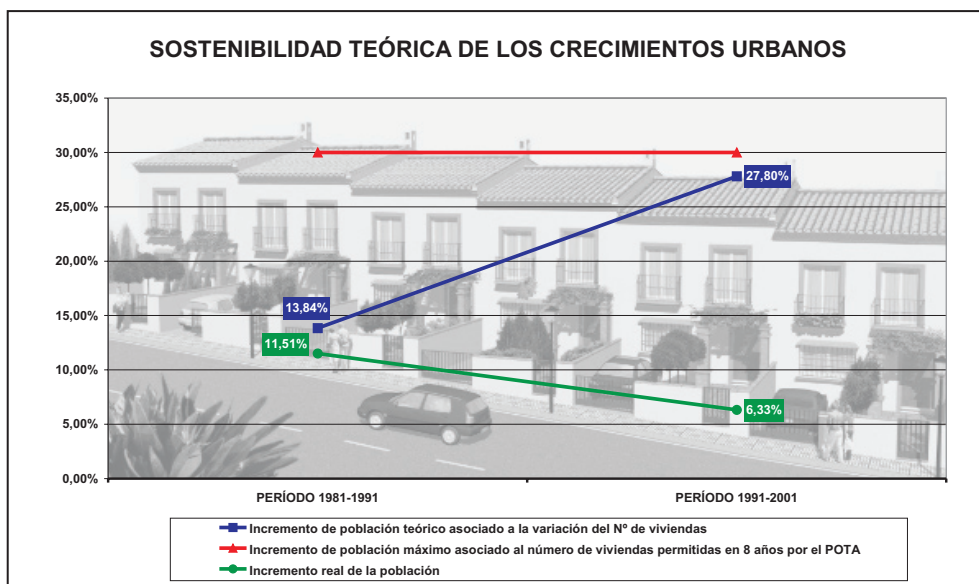 SOSTENIBILIDAD TEÓRICA DE LOS CRECIMIENTOS URBANOS
35,00%
30,00%
25,00%
20,00%
15,00%
10,00%
5,00%
0,00%
27,80%
13,84%
11,51%
6,33%
PERÍODO 1981-1991
PERÍODO 1991-2001
Incremento de población teórico asociado a la variación del Nº de viviendas
Incremento de población máximo asociado al número de viviendas permitidas en 8 años por el POTA
Incremento real de la población